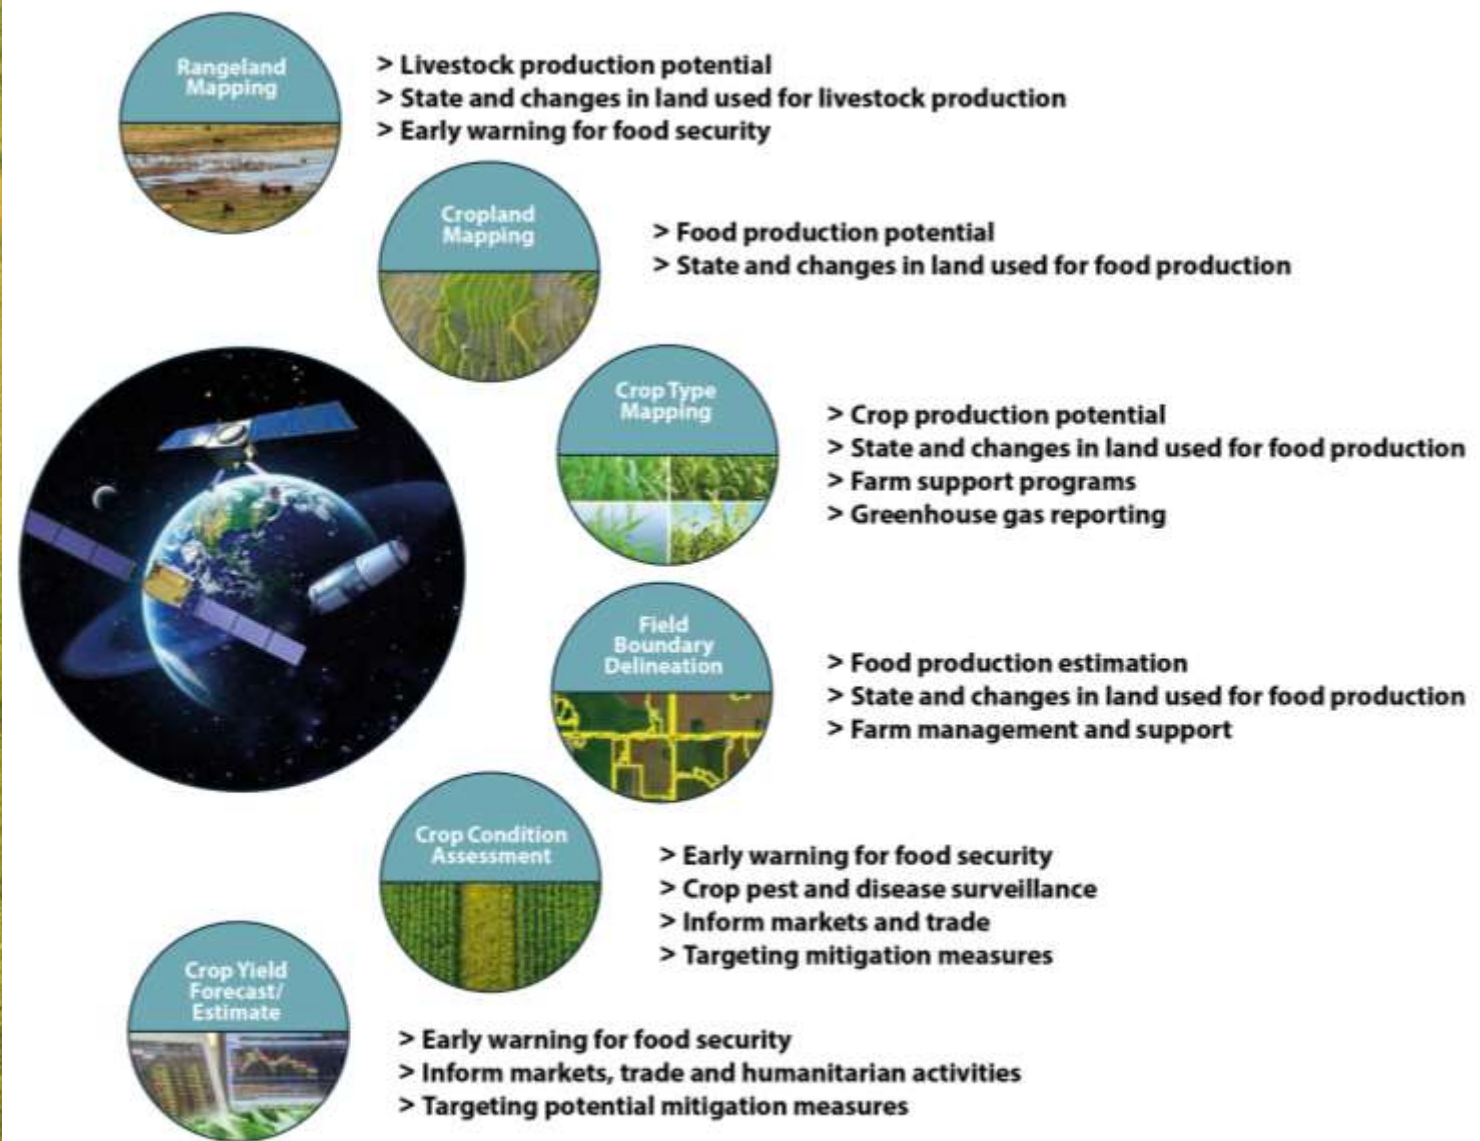 Rangeland
Mapping
> Livestock production potential
> State and changes in land used for livestock production
> Early warning for food security
Cropland
Mapping
> Food production potential
> State and changes in land used for food production
Crop Type
Mapping
> Crop production potential
> State and changes in land used for food production
> Farm support programs
> Greenhouse gas reporting
Field
Boundary
Delineation
> Food production estimation
> State and changes in land used for food production
> Farm management and support
Crop Condition
Assessment
> Early warning for food security
> Crop pest and disease surveillance
> Inform markets and trade
> Targeting mitigation measures
Crop Yield
Forecast/
Estimate
> Early warning for food security
> Inform markets, trade and humanitarian activities
> Targeting potential mitigation measures